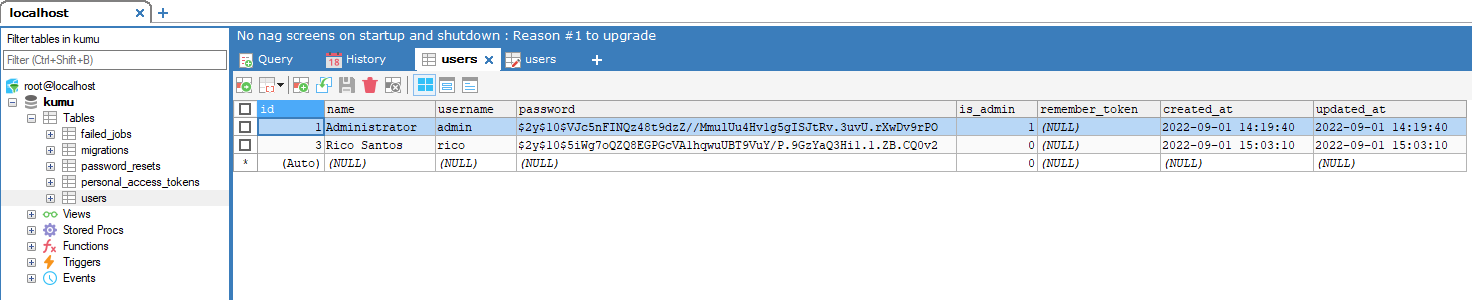 localhost
Filter tables in kumu
Filter (Ctrl+Shift+B)
root@localhost
kumu
Tables
failed_jobs
migrations
password_resets
personal_access_tokens
users
Views
Stored Procs
Functions
Triggers
Events
No nag screens on startup and shutdown : Reason #1 to upgrade
Query History users users
id name username password is_admin remember_token created_at updated_at
1 Administrator admin $2y$10$VJc5nFINQz48t9dzZ//MmulUu4Hvlg5gISJtRv.3uvU.rXwDv9rPO 1 (NULL) 2022-09-01 14:19:40 2022-09-01 14:19:40
3 Rico Santos rico $2y$10$5iWg7oQZQ8EGPGcVAlhqwuUBT9VuY/P.9GzYaQ3Hi1.1.ZB.CQ0v2 0 (NULL) 2022-09-01 15:03:10 2022-09-01 15:03:10
* (Auto) (NULL) (NULL) (NULL) 0 (NULL) (NULL) (NULL)